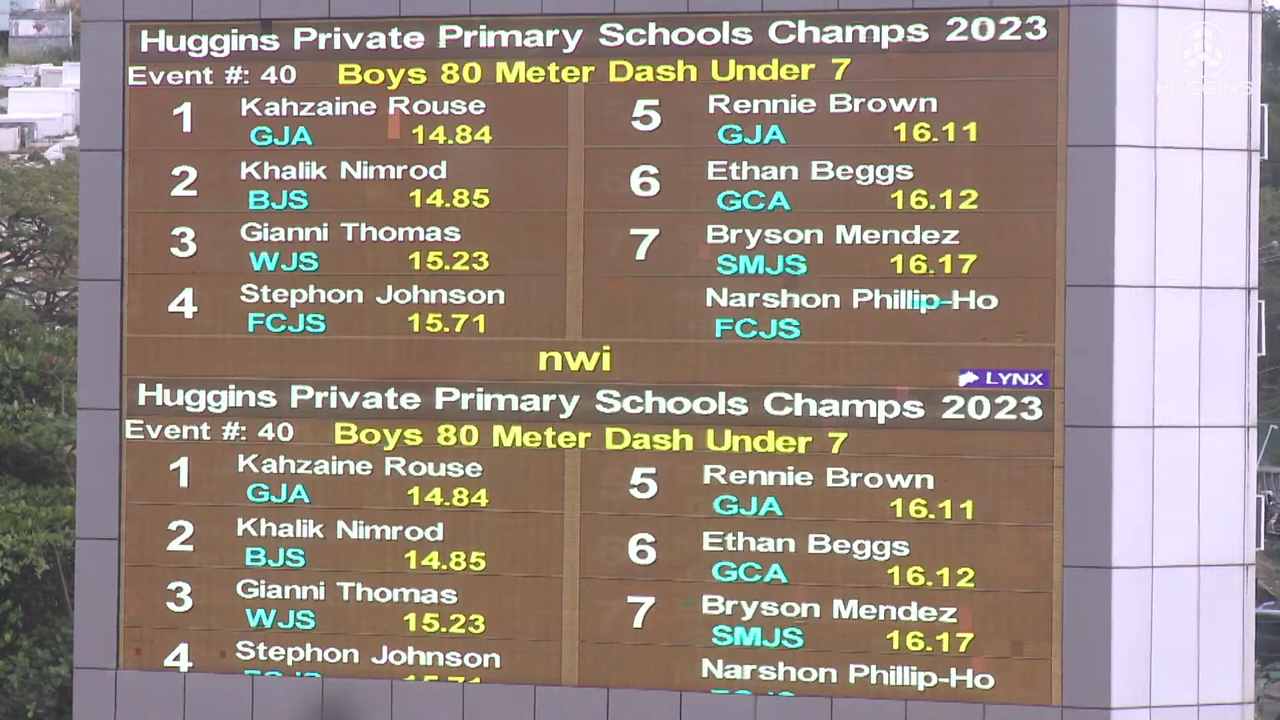 HUGGINS
Huggins Private Primary Schools Champs 2023
Event #: 40 Boys 80 Meter Dash Under 7
1 Kahzaine Rouse
GJA 14.84
2 Khalik Nimrod
BJS 14.85
3 Gianni Thomas
WJS 15.23
4 Stephon Johnson
FCJS 15.71
5 Rennie Brown
GJA 16.11
6 Ethan Beggs
GCA 16.12
7 Bryson Mendez
SMJS 16.17
Narshon Phillip-Ho
FCJS
nwi
LYNX
Huggins Private Primary Schools Champs 2023
Event #: 40 Boys 80 Meter Dash Under 7
1 Kahzaine Rouse
GJA 14.84
2 Khalik Nimrod
BJS 14.85
3 Gianni Thomas
WJS 15.23
4 Stephon Johnson
FCJS 15.71
5 Rennie Brown
GJA 16.11
6 Ethan Beggs
GCA 16.12
7 Bryson Mendez
SMJS 16.17
Narshon Phillip-Ho
FCJS